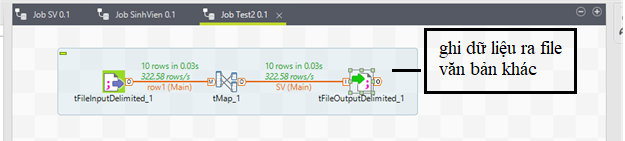 Job SV 0.1
Job SinhVien 0.1
Job Test2 0.1
10 rows in 0.03s
322.58 rows/s
row1 (Main)
10 rows in 0.03s
322.58 rows/s
SV (Main)
tFileInputDelimited_1
tMap_1
tFileOutputDelimited_1
ghi dữ liệu ra file
văn bản khác